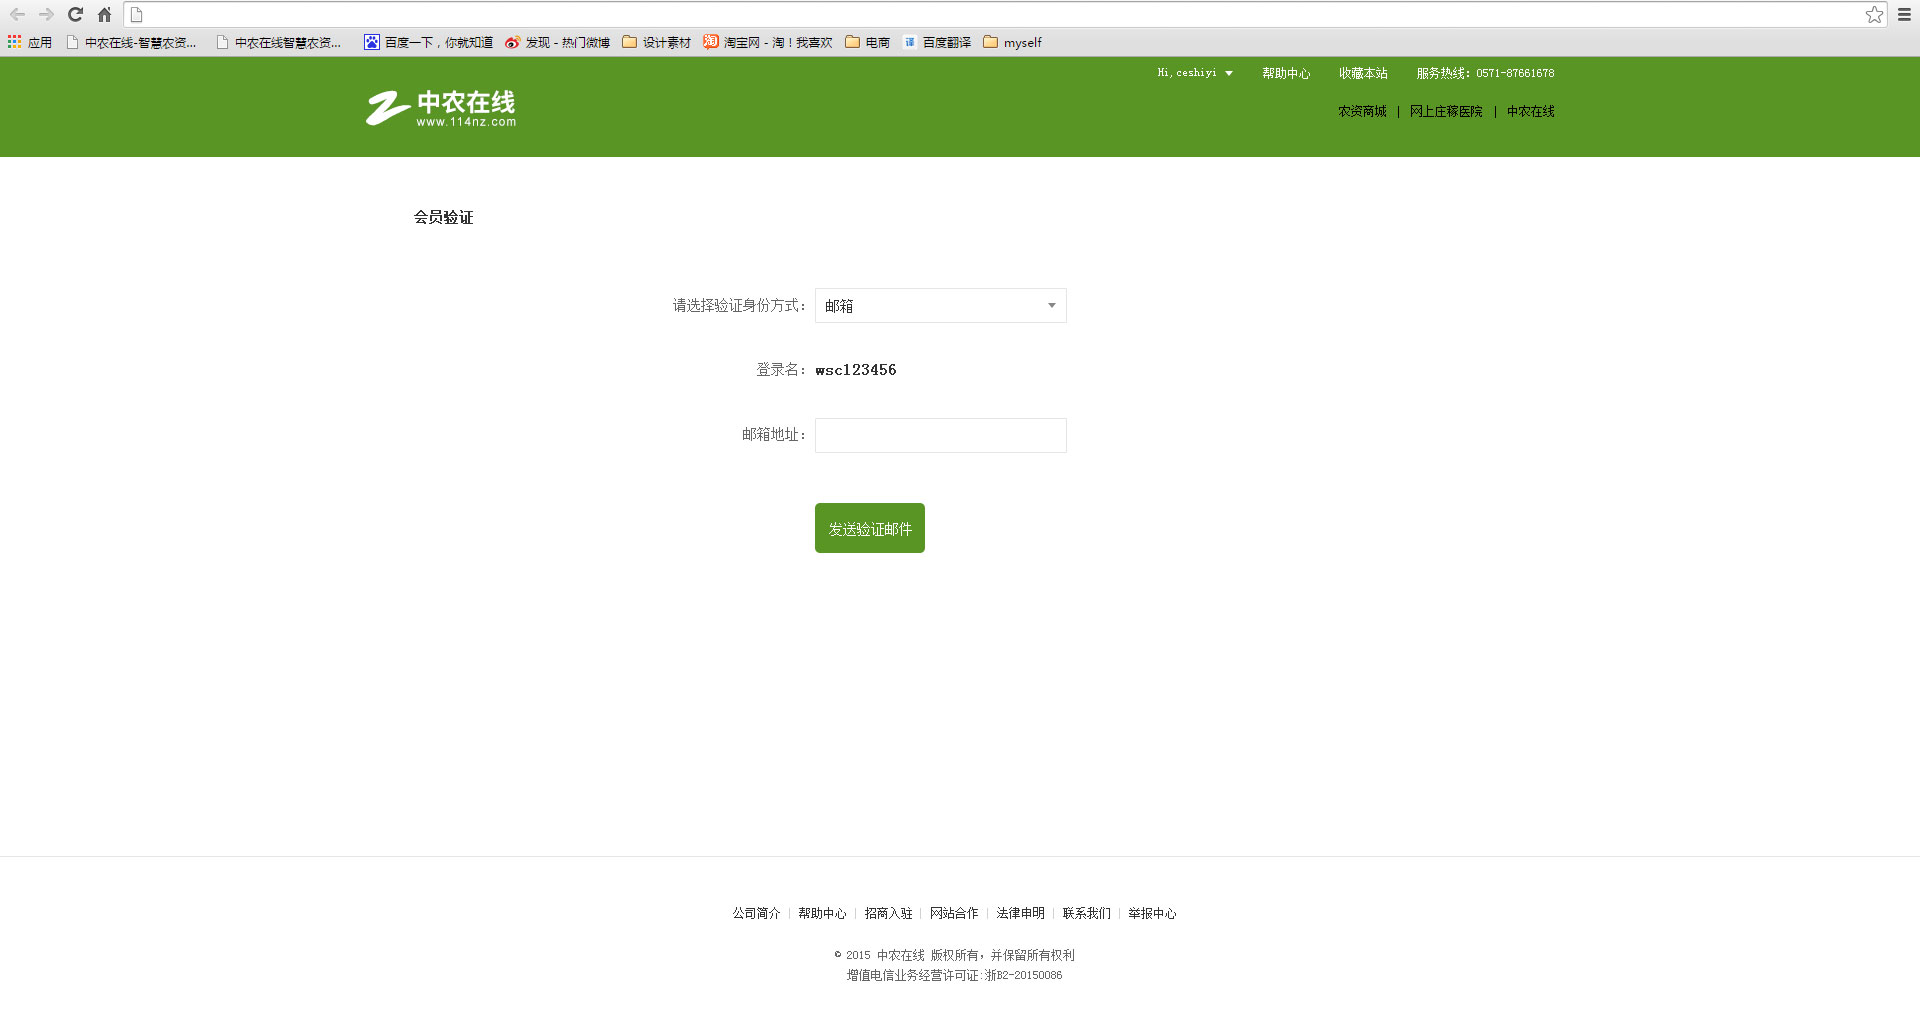 应用 中农在线-智慧农资... 中农在线智慧农资... 百度一下，你就知道 发现 - 热门微博 设计素材 淘宝网 - 淘！我喜欢 电商 百度翻译 myself
Hi,ceshiyi 帮助中心 收藏本站 服务热线：0571-87661678
中农在线
www.114nz.com
农资商城 | 网上庄稼医院 | 中农在线
会员验证
请选择验证身份方式： 邮箱
登录名： wsc123456
邮箱地址：
发送验证邮件
公司简介 | 帮助中心 | 招商入驻 | 网站合作 | 法律申明 | 联系我们 | 举报中心
© 2015 中农在线 版权所有，并保留所有权利
增值电信业务经营许可证:浙B2-20150086